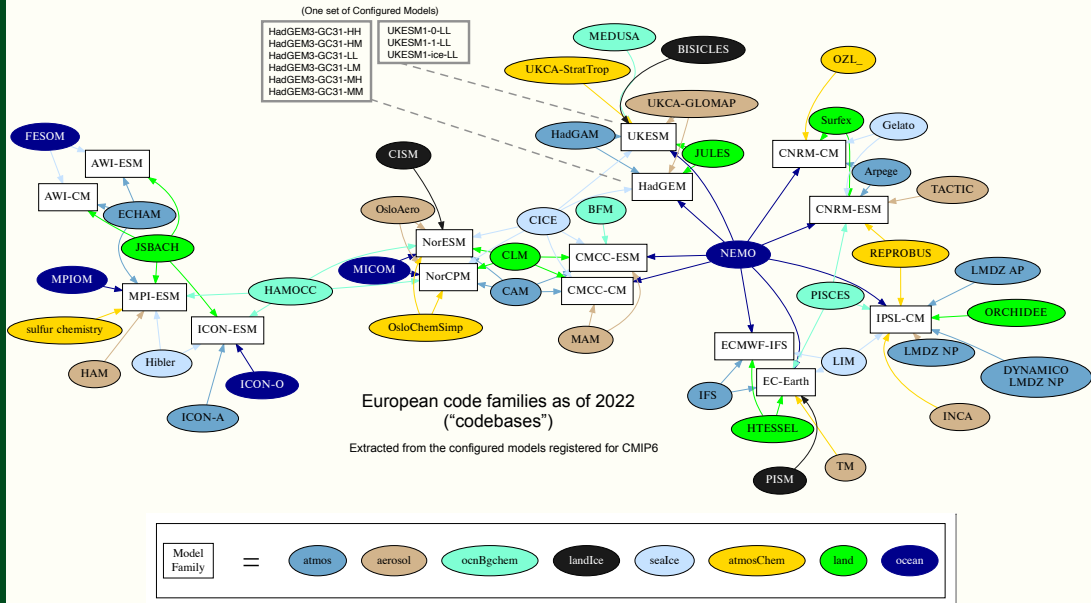 (One set of Configured Models)
HadGEM3-GC31-HH
HadGEM3-GC31-HM
HadGEM3-GC31-LL
HadGEM3-GC31-LM
HadGEM3-GC31-MH
HadGEM3-GC31-MM
UKESM1-0-LL
UKESM1-1-LL
UKESM1-ice-LL
MEDUSA
BISICLES
OZL_
UKCA-StratTrop
UKCA-GLOMAP
Surfex
Gelato
FESOM
HadGAM
UKESM
CNRM-CM
AWI-ESM
CISM
JULES
Arpege
HadGEM
AWI-CM
TACTIC
ECHAM
OsloAero
CICE
BFM
CNRM-ESM
JSBACH
NorESM
CLM
CMCC-ESM
NEMO
REPROBUS
MICOM
NorCPM
LMDZ AP
MPIOM
HAMOCC
CAM
CMCC-CM
PISCES
MPI-ESM
ORCHIDEE
IPSL-CM
sulfur chemistry
ICON-ESM
OsloChemSimp
MAM
ECMWF-IFS
LMDZ NP
Hibler
LIM
HAM
ICON-O
EC-Earth
DYNAMICO
LMDZ NP
IFS
ICON-A
INCA
HTESSEL
TM
PISM
European code families as of 2022
(“codebases”)
Extracted from the configured models registered for CMIP6
Model
Family
=
atmos
aerosol
ocnBgchem
landIce
seaIce
atmosChem
land
ocean